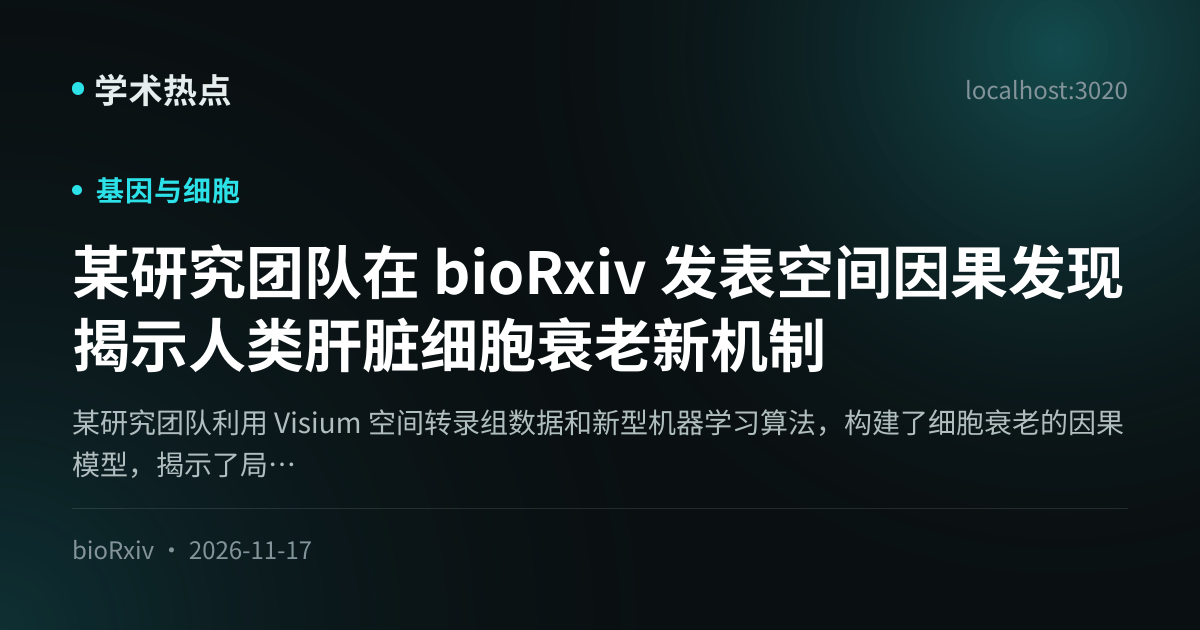 学术热点
localhost:3020
基因与细胞
某研究团队在 bioRxiv 发表空间因果发现
揭示人类肝脏细胞衰老新机制
某研究团队利用 Visium 空间转录组数据和新型机器学习算法，构建了细胞衰老的因果
模型，揭示了局…
bioRxiv · 2026-11-17